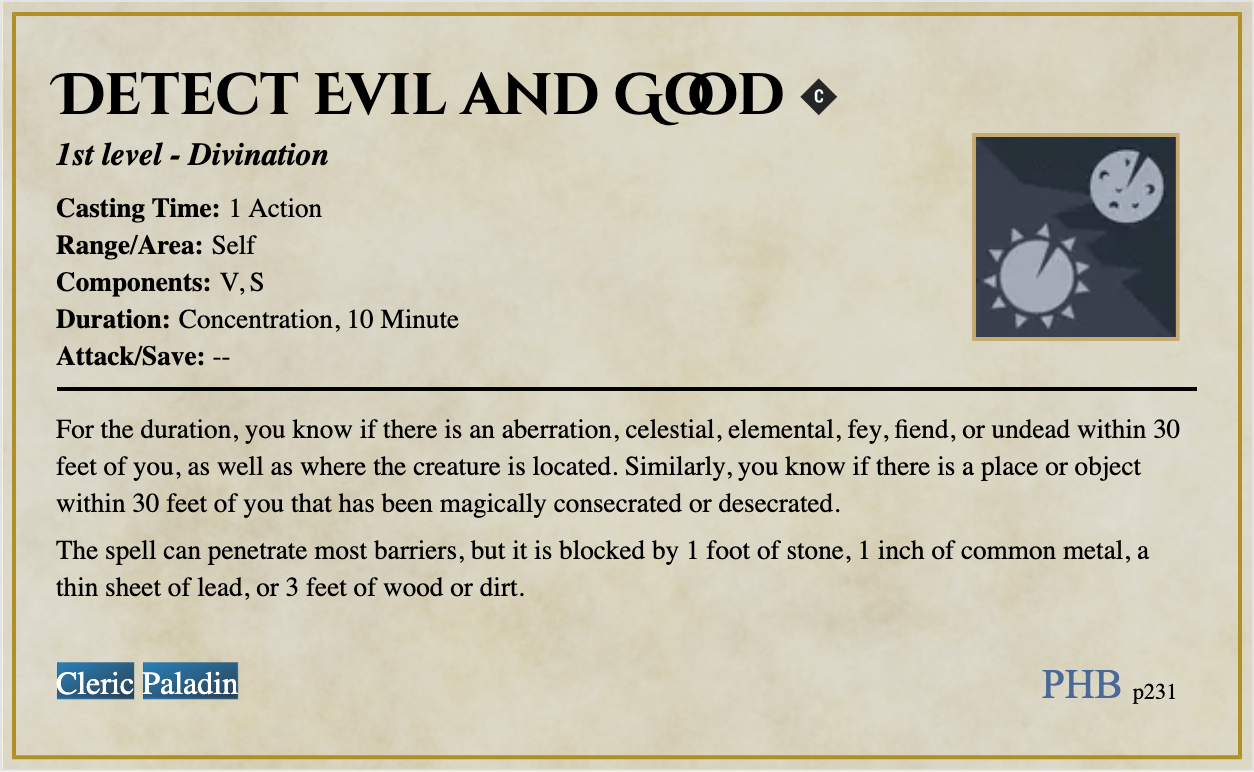 Detect Evil and Good C
1st level - Divination
Casting Time: 1 Action
Range/Area: Self
Components: V, S
Duration: Concentration, 10 Minute
Attack/Save: --
For the duration, you know if there is an aberration, celestial, elemental, fey, fiend, or undead within 30
feet of you, as well as where the creature is located. Similarly, you know if there is a place or object
within 30 feet of you that has been magically consecrated or desecrated.
The spell can penetrate most barriers, but it is blocked by 1 foot of stone, 1 inch of common metal, a
thin sheet of lead, or 3 feet of wood or dirt.
Cleric Paladin PHB p231